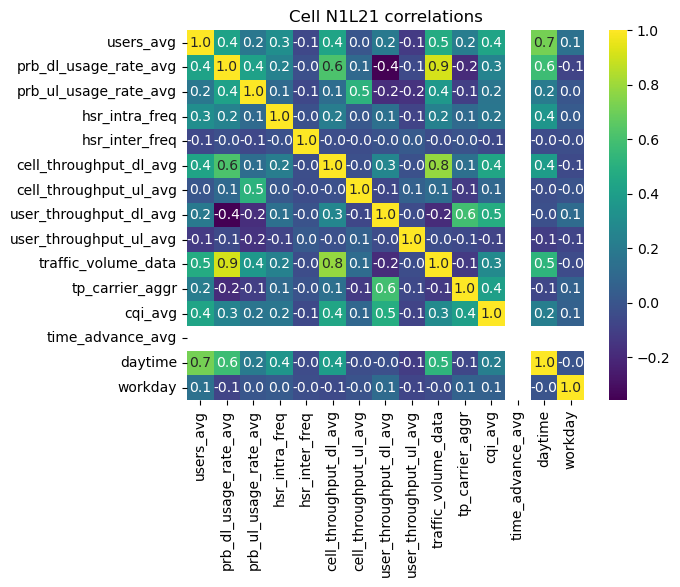 Cell N1L21 correlations
users_avg 1.0 0.4 0.2 0.3 -0.1 0.4 0.0 0.2 -0.1 0.5 0.2 0.4 0.7 0.1
prb_dl_usage_rate_avg 0.4 1.0 0.4 0.2 -0.0 0.6 0.1 -0.4 -0.1 0.9 -0.2 0.3 0.6 -0.1
prb_ul_usage_rate_avg 0.2 0.4 1.0 0.1 -0.1 0.1 0.5 -0.2 -0.2 0.4 -0.1 0.2 0.2 0.0
hsr_intra_freq 0.3 0.2 0.1 1.0 -0.0 0.2 0.0 0.1 -0.1 0.2 0.1 0.2 0.4 0.0
hsr_inter_freq -0.1 -0.0 -0.1 -0.0 1.0 -0.0 -0.0 -0.0 0.0 -0.0 -0.0 -0.1 -0.0 -0.0
cell_throughput_dl_avg 0.4 0.6 0.1 0.2 -0.0 1.0 -0.0 0.3 -0.0 0.8 0.1 0.4 0.4 -0.1
cell_throughput_ul_avg 0.0 0.1 0.5 0.0 -0.0 -0.0 1.0 -0.1 0.1 0.1 -0.1 0.1 -0.0 -0.0
user_throughput_dl_avg 0.2 -0.4 -0.2 0.1 -0.0 0.3 -0.1 1.0 -0.0 -0.2 0.6 0.5 -0.0 0.1
user_throughput_ul_avg -0.1 -0.1 -0.2 -0.1 0.0 -0.0 0.1 -0.0 1.0 -0.0 -0.1 -0.1 -0.1 -0.1
traffic_volume_data 0.5 0.9 0.4 0.2 -0.0 0.8 0.1 -0.2 -0.0 1.0 -0.1 0.3 0.5 -0.0
tp_carrier_aggr 0.2 -0.2 -0.1 0.1 -0.0 0.1 -0.1 0.6 -0.1 -0.1 1.0 0.4 -0.1 0.1
cqi_avg 0.4 0.3 0.2 0.2 -0.1 0.4 0.1 0.5 -0.1 0.3 0.4 1.0 0.2 0.1
time_advance_avg
daytime 0.7 0.6 0.2 0.4 -0.0 0.4 -0.0 -0.0 -0.1 0.5 -0.1 0.2 1.0 -0.0
workday 0.1 -0.1 0.0 0.0 -0.0 -0.1 -0.0 0.1 -0.1 -0.0 0.1 0.1 -0.0 1.0
users_avg
prb_dl_usage_rate_avg
prb_ul_usage_rate_avg
hsr_intra_freq
hsr_inter_freq
cell_throughput_dl_avg
cell_throughput_ul_avg
user_throughput_dl_avg
user_throughput_ul_avg
traffic_volume_data
tp_carrier_aggr
cqi_avg
time_advance_avg
daytime
workday
1.0
0.8
0.6
0.4
0.2
0.0
−0.2